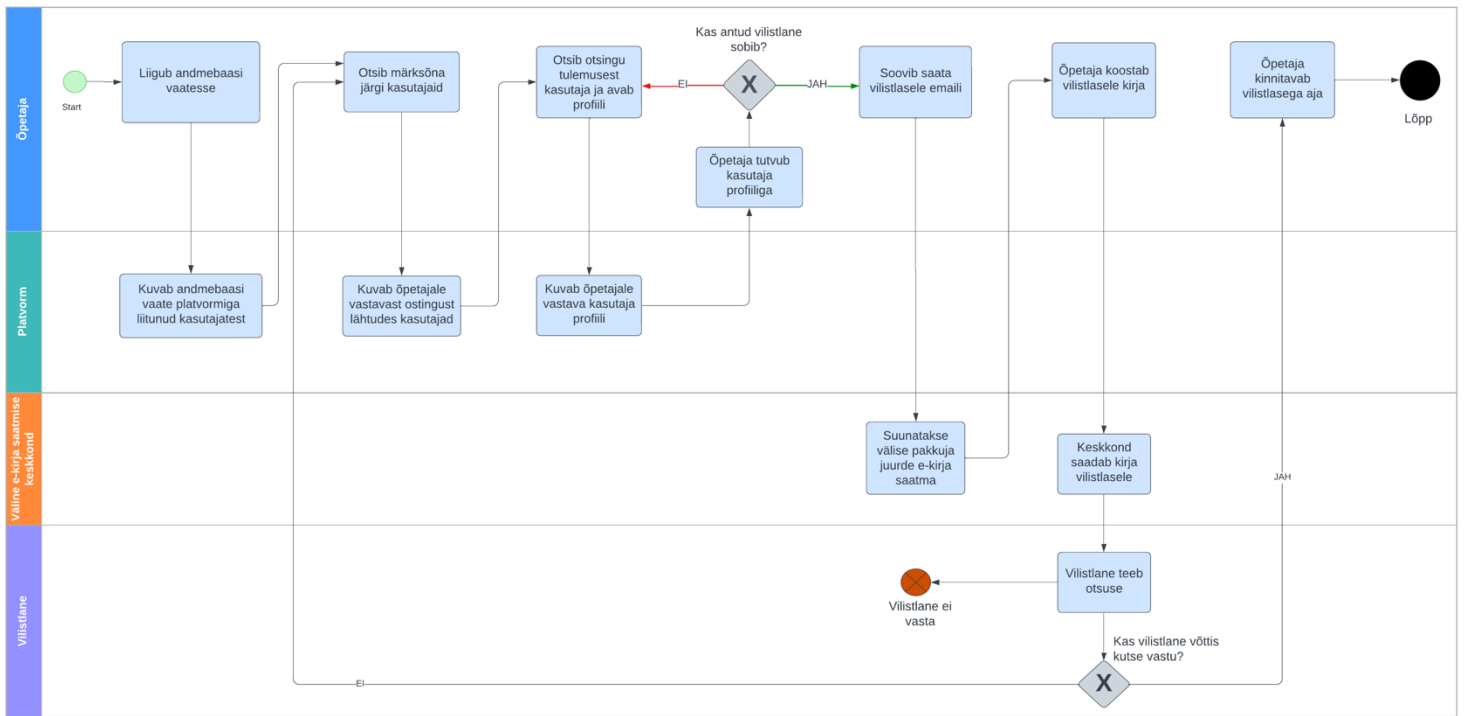 Õpetaja
Start
Liigub andmebaasi
vaatesse
Otsib märksõna
järgi kasutajaid
Otsib otsingu
tulemusest
kasutaja ja avab
profiili
EI
Kas antud vilistlane
sobib?
X
JAH
Õpetaja tutvub
kasutaja
profiiliga
Soovib saata
vilistlasele emaili
Õpetaja koostab
vilistlasele kirja
Õpetaja
kinnitavab
vilistlasega aja
Lõpp
Platvorm
Kuvab andmebaasi
vaate platvormiga
liitunud kasutajatest
Kuvab õpetajale
vastavast ostingust
lähtudes kasutajad
Kuvab õpetajale
vastava kasutaja
profiili
Väline e-kirja saatmise
keskkond
Suunatakse
välise pakkuja
juurde e-kirja
saatma
Keskkond
saadab kirja
vilistlasele
JAH
Vilistlane
Vilistlane ei
vasta
Vilistlane teeb
otsuse
Kas vilistlane võttis
kutse vastu?
X
EI